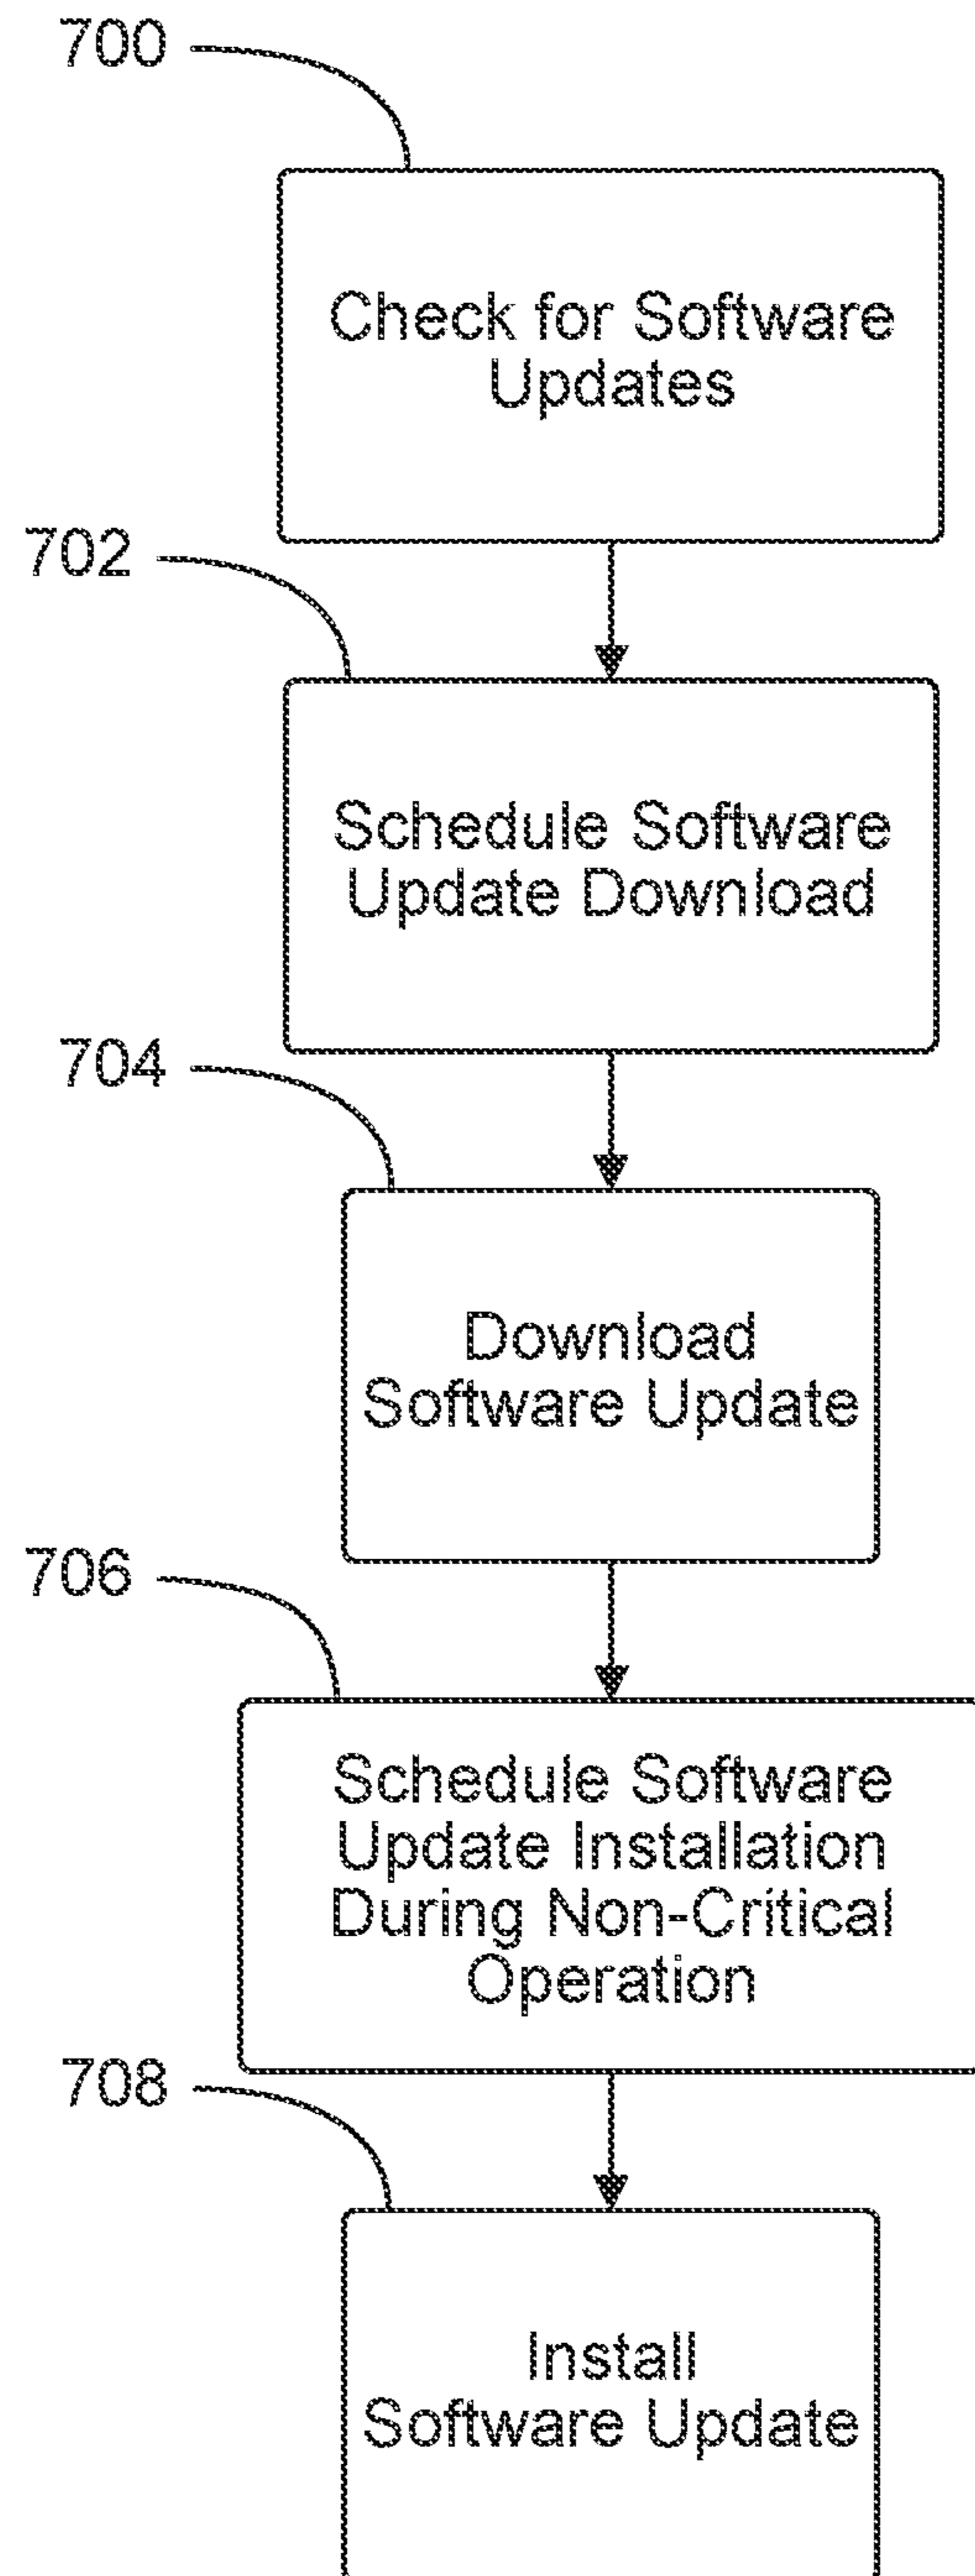 700
Check for Software
Updates
702
Schedule Software
Update Download
704
Download
Software Update
706
Schedule Software
Update Installation
During Non-Critical
Operation
708
Install
Software Update